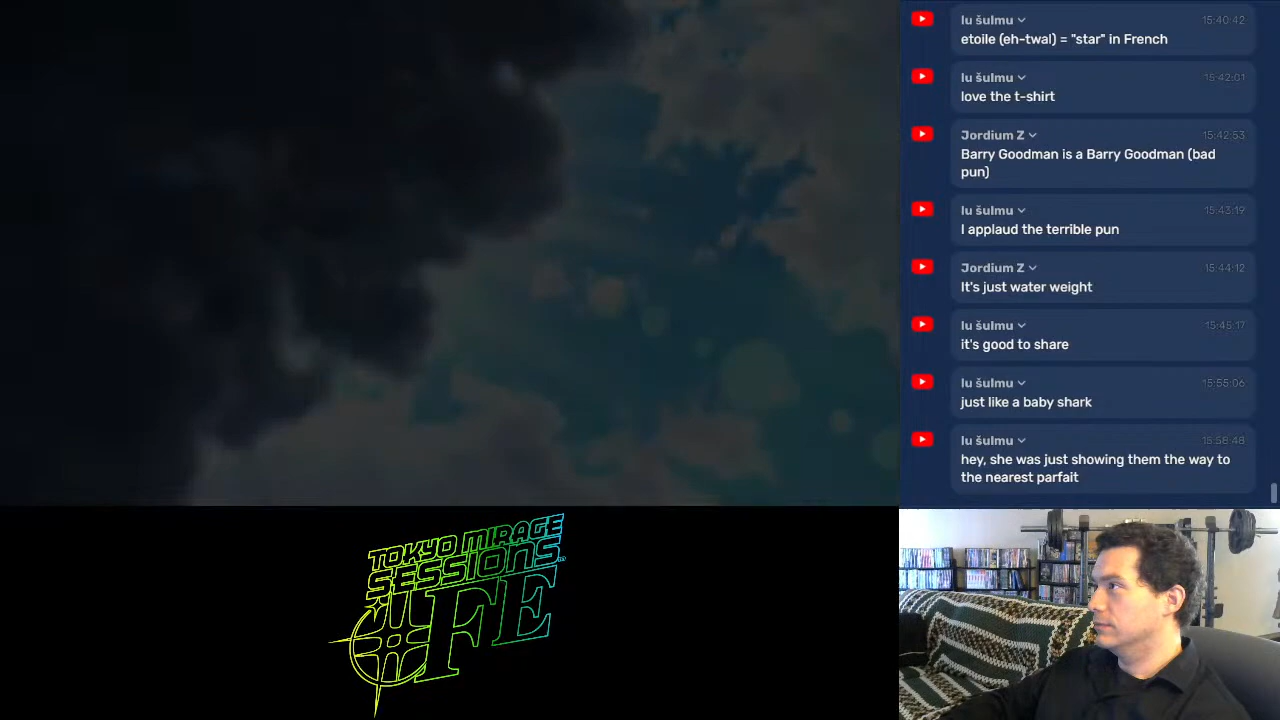 lu šulmu
15:40:42
etoile (eh-twal) = "star" in French
lu šulmu
15:42:01
love the t-shirt
Jordium Z
15:42:53
Barry Goodman is a Barry Goodman (bad
pun)
lu šulmu
15:43:19
I applaud the terrible pun
Jordium Z
15:44:12
It's just water weight
lu šulmu
15:45:17
it's good to share
lu šulmu
15:55:06
just like a baby shark
lu šulmu
15:58:48
hey, she was just showing them the way to
the nearest parfait
TOKYO MIRAGE
SESSIONS
#FE